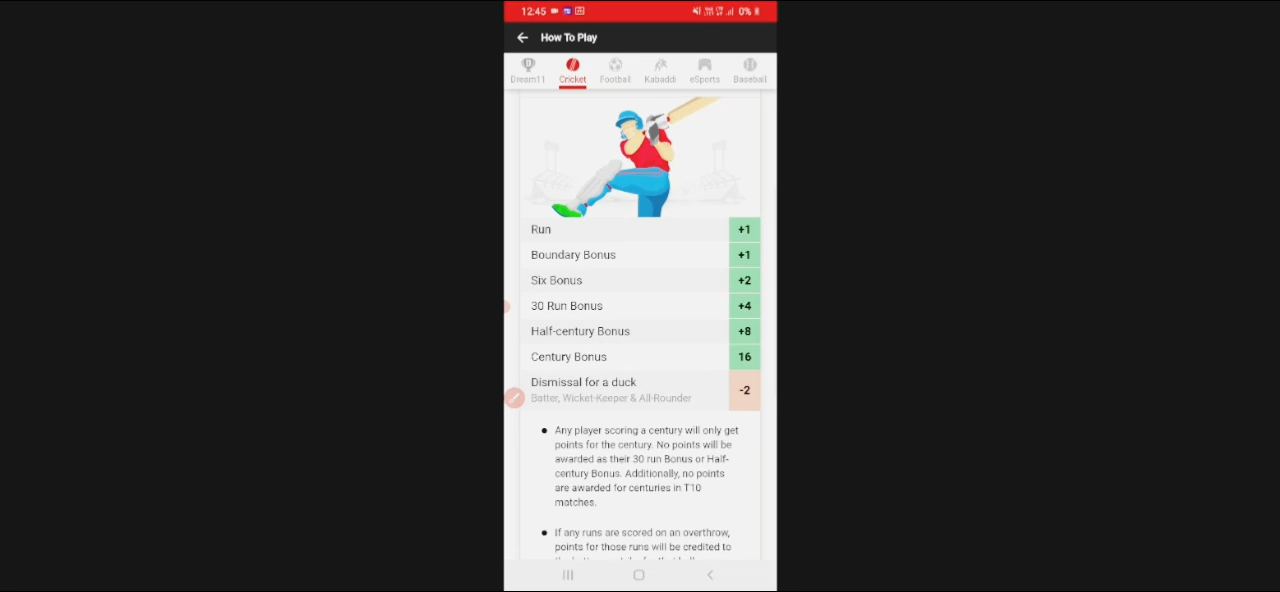 12:45
0%
How To Play
Dream11 Cricket Football Kabaddi eSports Baseball
Run +1
Boundary Bonus +1
Six Bonus +2
30 Run Bonus +4
Half-century Bonus +8
Century Bonus 16
Dismissal for a duck -2
Batter, Wicket-Keeper & All-Rounder
Any player scoring a century will only get
points for the century. No points will be
awarded as their 30 run Bonus or Half-
century Bonus. Additionally, no points
are awarded for centuries in T10
matches.
If any runs are scored on an overthrow,
points for those runs will be credited to